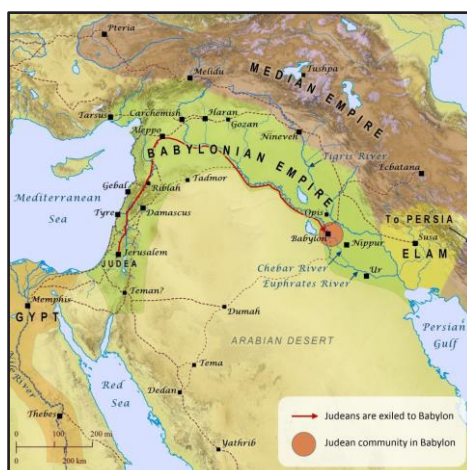 Pteria
Melidu
Tushpa
MEDIAN EMPIRE
Tarsus
Carchemish
Haran
Gozan
Aleppo
Nineveh
BABYLONIAN EMPIRE
Tigris River
Ecbatana
Mediterranean
Sea
Gebal
Riblah
Tadmor
Tyre
Damascus
Opis
To PERSIA
Babylon
Nippur
Susa
ELAM
Jerusalem
JUDEA
Chebar River
Euphrates River
Ur
Teman?
Memphis
GYPT
Dumah
Persian
Gulf
ARABIAN DESERT
Nile River
Red
Sea
Tema
Dedan
Thebes
Yathrib
0 100 200 mi
0 200 km
Judeans are exiled to Babylon
Judean community in Babylon